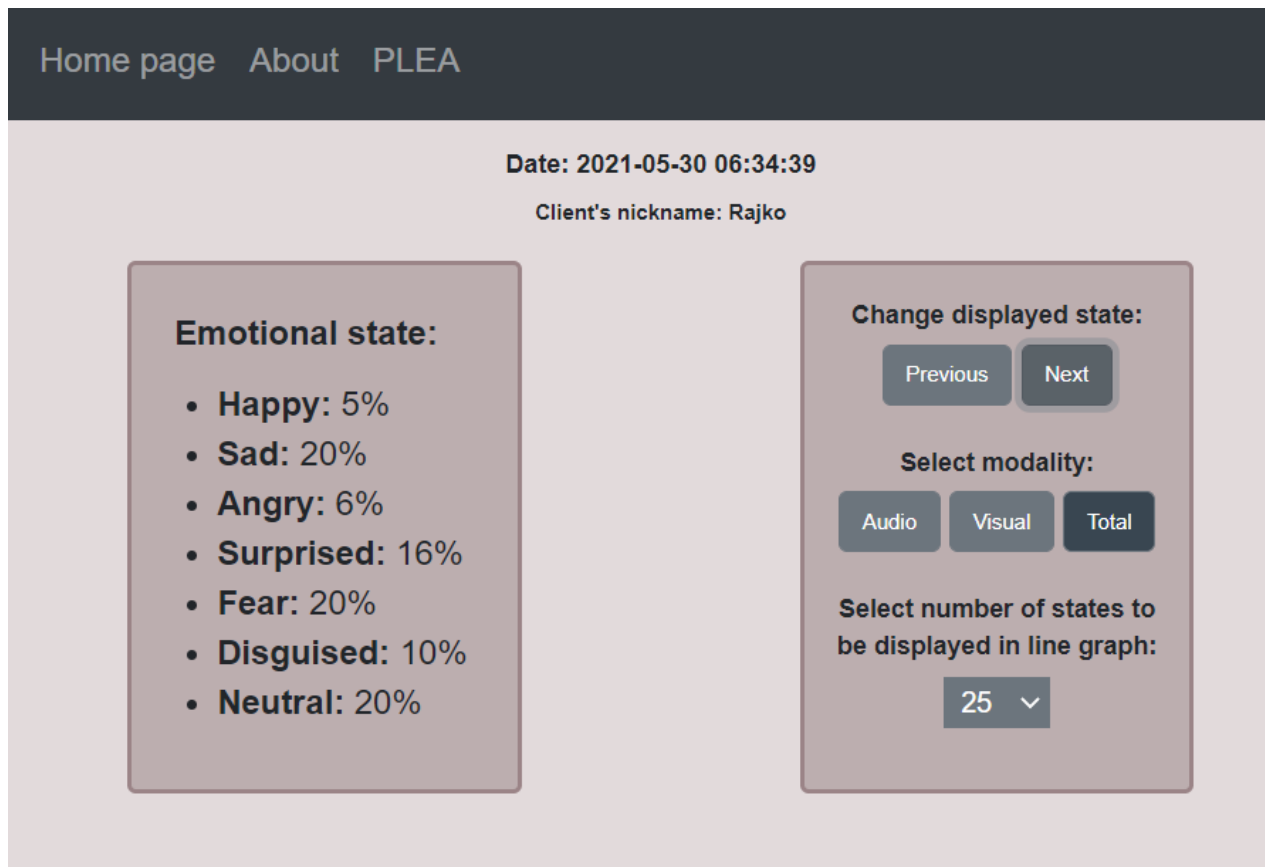 Home page About PLEA
Date: 2021-05-30 06:34:39
Client's nickname: Rajko
Emotional state:
• Happy: 5%
• Sad: 20%
• Angry: 6%
• Surprised: 16%
• Fear: 20%
• Disguised: 10%
• Neutral: 20%
Change displayed state:
Previous Next
Select modality:
Audio Visual Total
Select number of states to
be displayed in line graph:
25